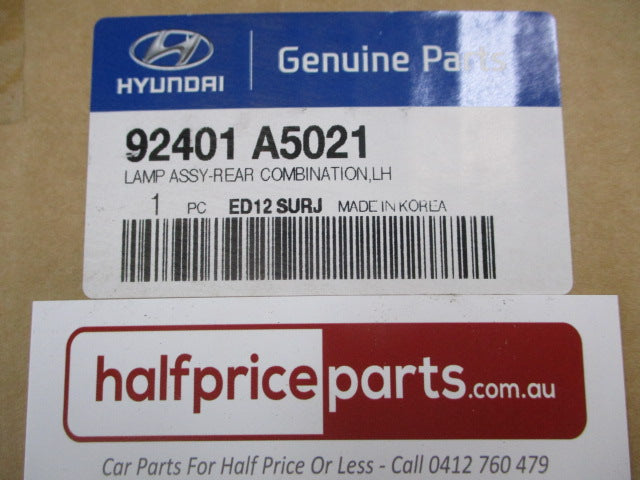 HYUNDAI
Genuine Parts
92401 A5021
LAMP ASSY-REAR COMBINATION,LH
1 PC ED12 SURJ MADE IN KOREA
halfpriceparts.com.au
Car Parts For Half Price Or Less - Call 0412 760 479